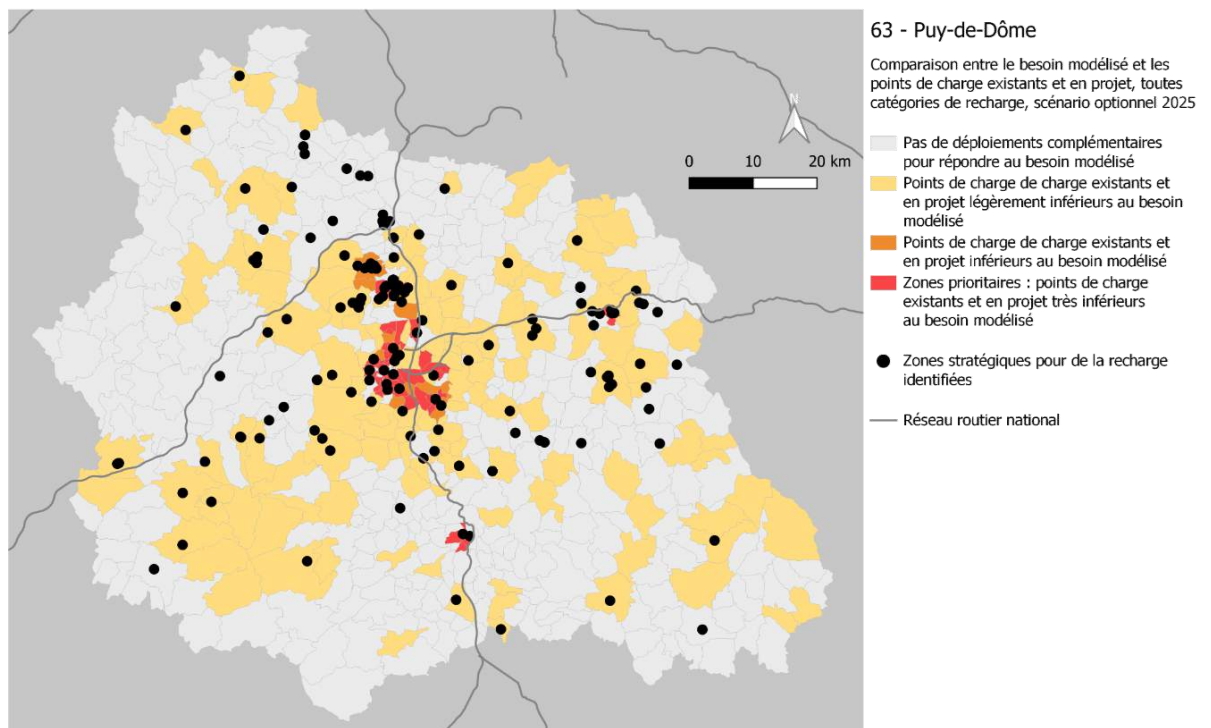 63 - Puy-de-Dôme
Comparaison entre le besoin modélisé et les
points de charge existants et en projet, toutes
catégories de recharge, scénario optionnel 2025
N
0 10 20 km
Pas de déploiements complémentaires
pour répondre au besoin modélisé
Points de charge de charge existants et
en projet légèrement inférieurs au besoin
modélisé
Points de charge de charge existants et
en projet inférieurs au besoin modélisé
Zones prioritaires : points de charge
existants et en projet très inférieurs
au besoin modélisé
Zones stratégiques pour de la recharge
identifiées
Réseau routier national